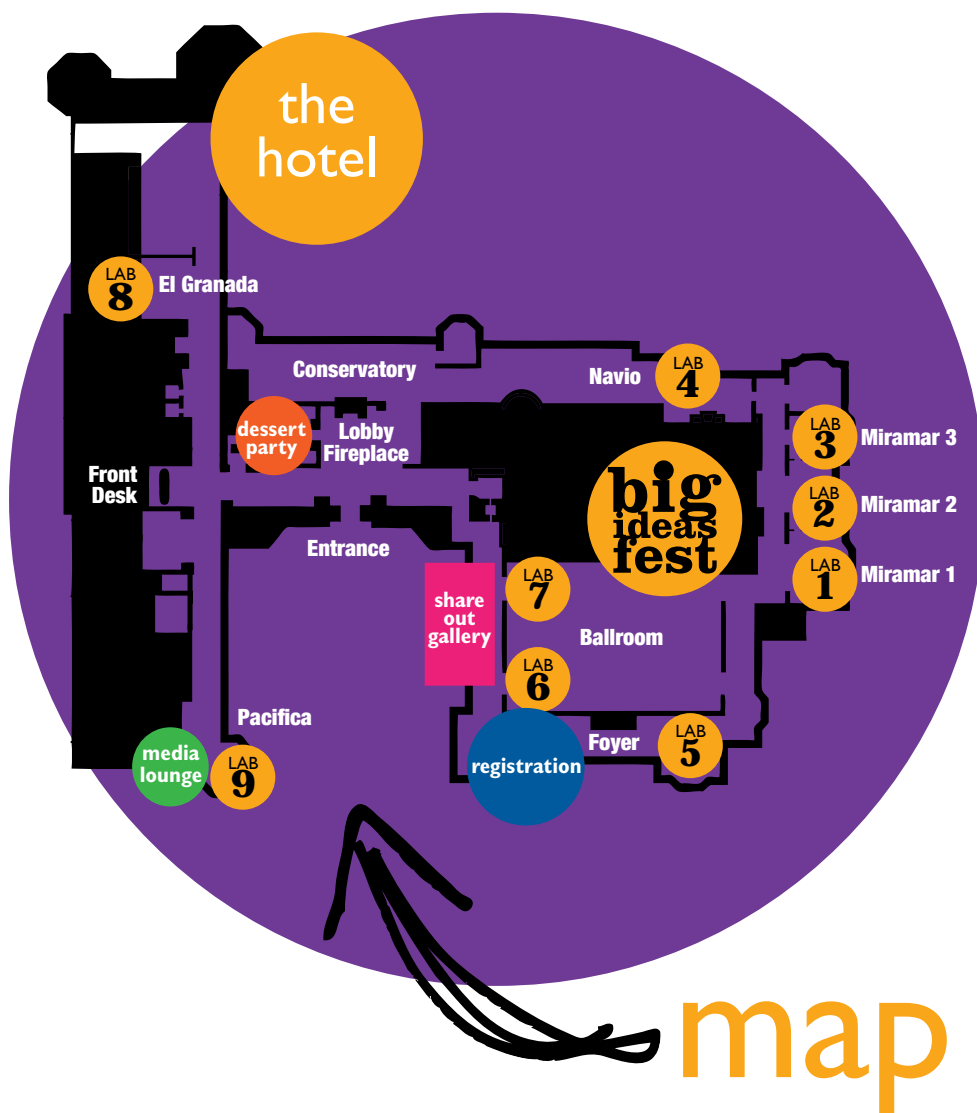 the
hotel
LAB
8
El Granada
Conservatory
Navio
LAB
4
dessert
party
Lobby
Fireplace
LAB
3
Miramar 3
Front
Desk
big
ideas
fest
LAB
2
Miramar 2
Entrance
LAB
1
Miramar 1
share
out
gallery
LAB
7
Ballroom
LAB
6
Pacifica
media
lounge
LAB
9
registration
Foyer
LAB
5
map